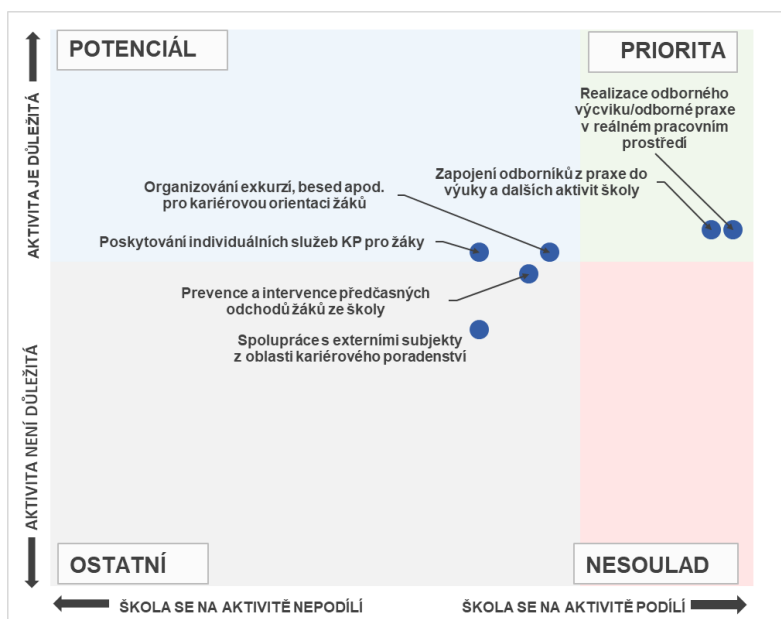 POTENCIÁL
PRIORITA
Realizace odborného
výcviku/odborné praxe
v reálném pracovním
prostředí
Zapojení odborníků z praxe do
výuky a dalších aktivit školy
Organizování exkurzí, besed apod.
pro kariérovou orientaci žáků
Poskytování individuálních služeb KP pro žáky
Prevence a intervence předčasných
odchodů žáků ze školy
Spolupráce s externími subjekty
z oblasti kariérového poradenství
AKTIVITA JE DŮLEŽITÁ
AKTIVITA NENÍ DŮLEŽITÁ
OSTATNÍ
NESOULAD
ŠKOLA SE NA AKTIVITĚ NEPODÍLÍ
ŠKOLA SE NA AKTIVITĚ PODÍLÍ